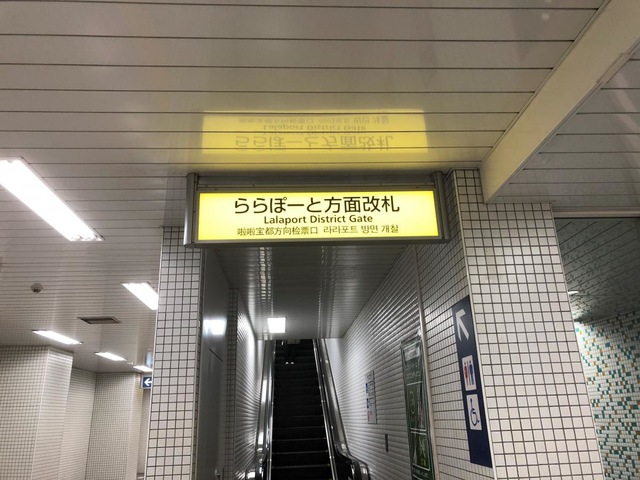 ららぽーと方面改札
Lalaport District Gate
啦啦宝都方向检票口 라라포트 방면 개찰